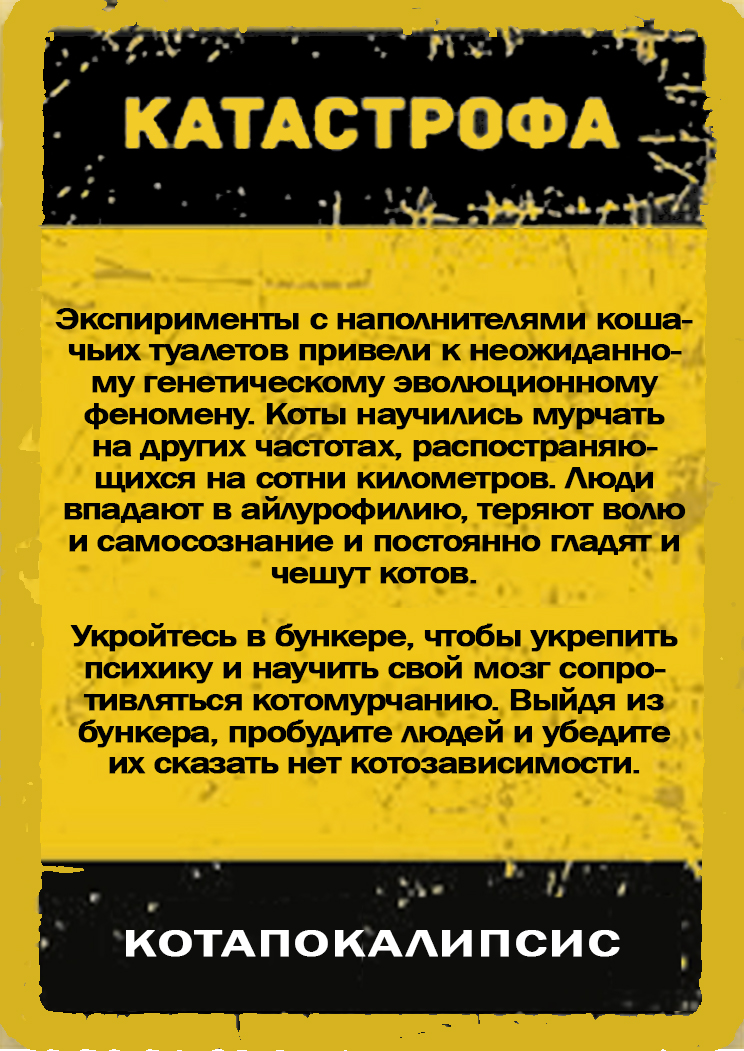 КАТАСТРОФА
Экспирименты с наполнителями коша-
чьих туалетов привели к неожиданно-
му генетическому эволюционному
феномену. Коты научились мурчать
на других частотах, распостраняю-
щихся на сотни километров. Люди
впадают в айлурофилию, теряют волю
и самосознание и постоянно гладят и
чешут котов.
Укройтесь в бункере, чтобы укрепить
психику и научить свой мозг сопро-
тивляться котомурчанию. Выйдя из
бункера, пробудите людей и убедите
их сказать нет котозависимости.
КОТАПОКАЛИПСИС